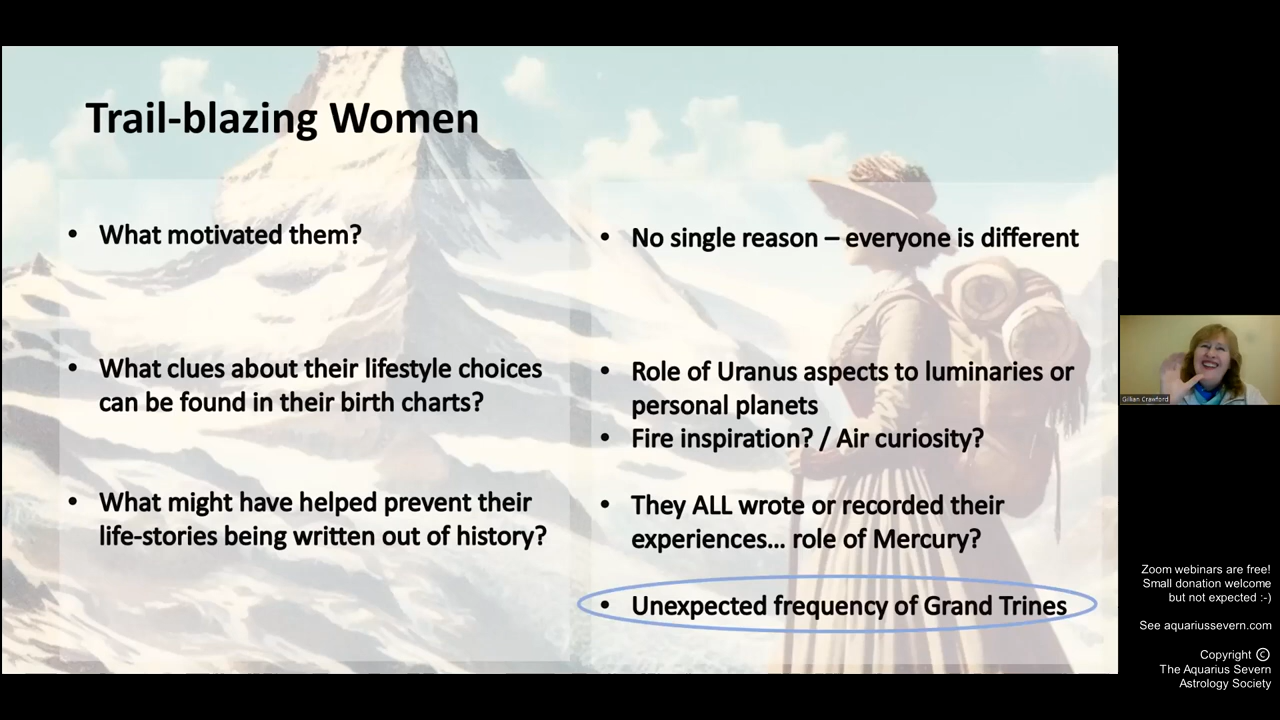 Trail-blazing Women
• What motivated them?
• What clues about their lifestyle choices
can be found in their birth charts?
• What might have helped prevent their
life-stories being written out of history?
• No single reason – everyone is different
• Role of Uranus aspects to luminaries or
personal planets
• Fire inspiration? / Air curiosity?
• They ALL wrote or recorded their
experiences... role of Mercury?
• Unexpected frequency of Grand Trines
Gillian Crawford
Zoom webinars are free!
Small donation welcome
but not expected :-)
See aquariussevern.com
Copyright ©
The Aquarius Severn
Astrology Society